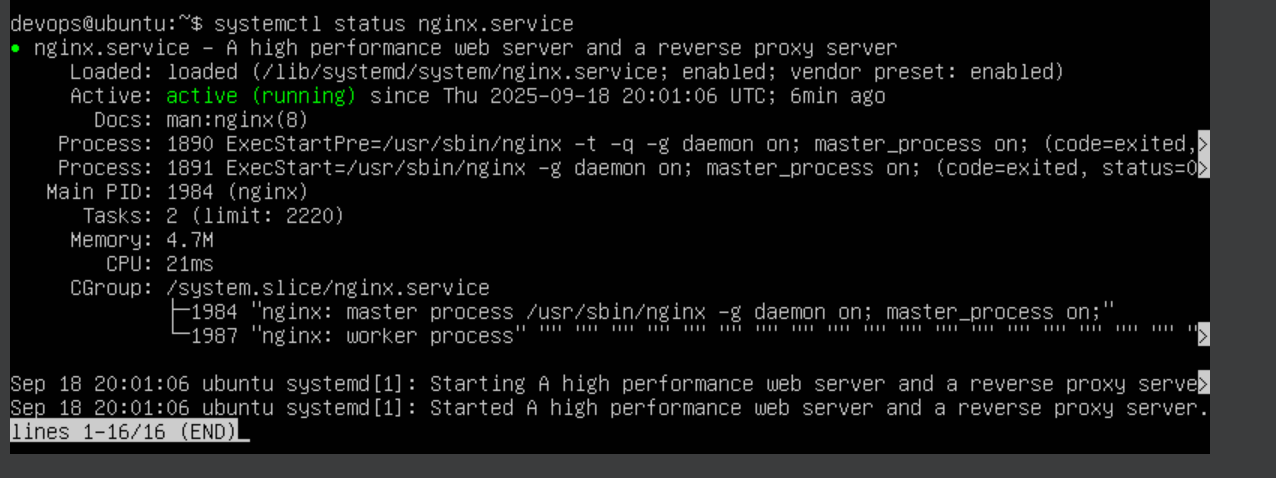 devops@ubuntu:~$ systemctl status nginx.service
● nginx.service - A high performance web server and a reverse proxy server
     Loaded: loaded (/lib/systemd/system/nginx.service; enabled; vendor preset: enabled)
     Active: active (running) since Thu 2025-09-18 20:01:06 UTC; 6min ago
       Docs: man:nginx(8)
    Process: 1890 ExecStartPre=/usr/sbin/nginx -t -q -g daemon on; master_process on; (code=exited,>
    Process: 1891 ExecStart=/usr/sbin/nginx -g daemon on; master_process on; (code=exited, status=0>
   Main PID: 1984 (nginx)
      Tasks: 2 (limit: 2220)
     Memory: 4.7M
        CPU: 21ms
     CGroup: /system.slice/nginx.service
             ├─1984 "nginx: master process /usr/sbin/nginx -g daemon on; master_process on;"
             └─1987 "nginx: worker process" "" "" "" "" "" "" "" "" "" "" "" "" "" "" "" "" "" "" ">
Sep 18 20:01:06 ubuntu systemd[1]: Starting A high performance web server and a reverse proxy serve>
Sep 18 20:01:06 ubuntu systemd[1]: Started A high performance web server and a reverse proxy server.
lines 1-16/16 (END)